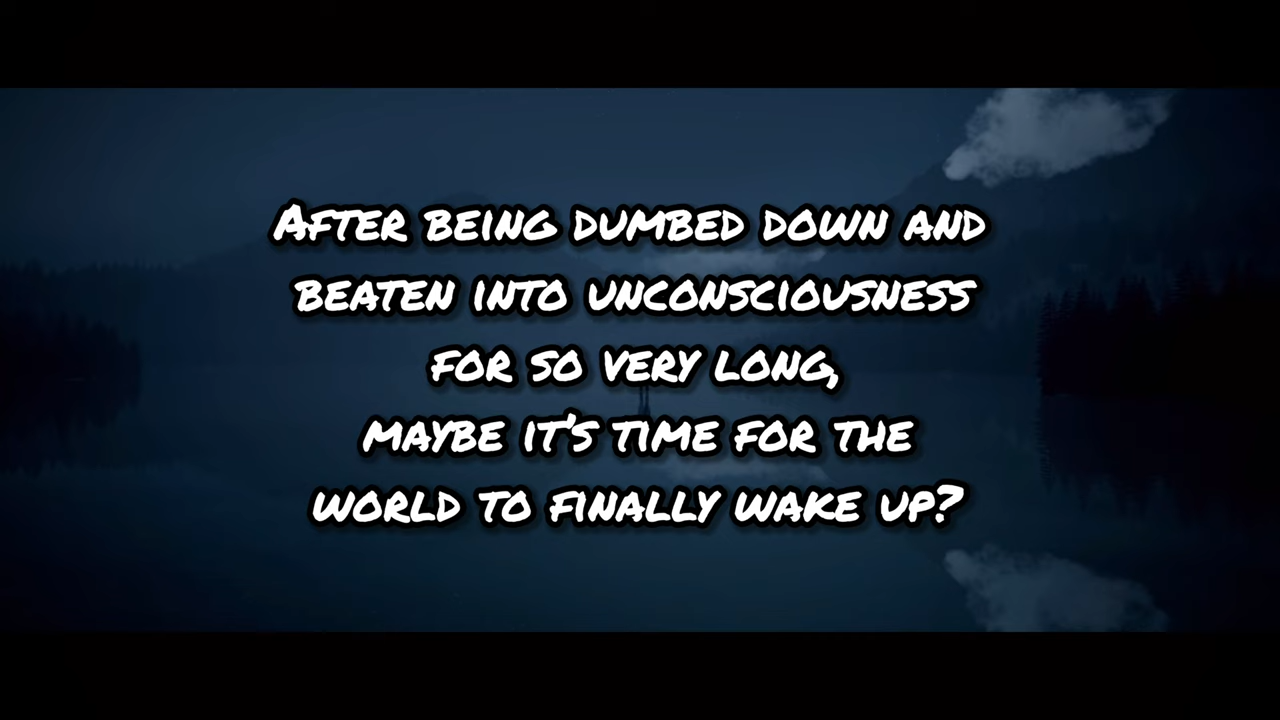 After being dumbed down and
beaten into unconsciousness
for so very long,
maybe it's time for the
world to finally wake up?